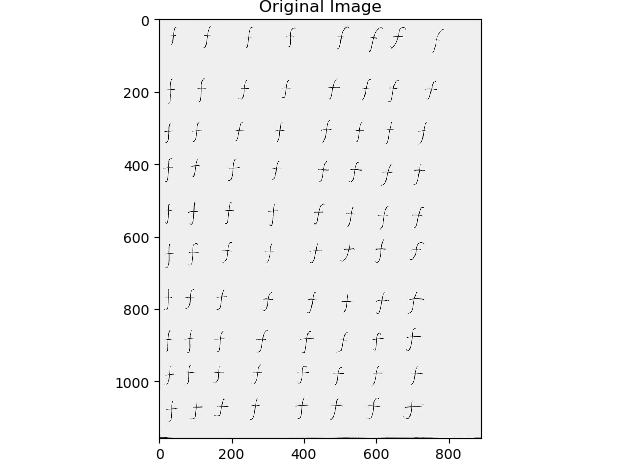 Original Image
0
f f f f f f f f
200 f f f f f f f f
f f f f f f f f
400 f f f f f f f f
f f f f f f f f
600
f f f f f f f f
800 f f f f f f f f
f f f f f f f f
1000 f f f f f f f f
f f f f f f f f
0 200 400 600 800